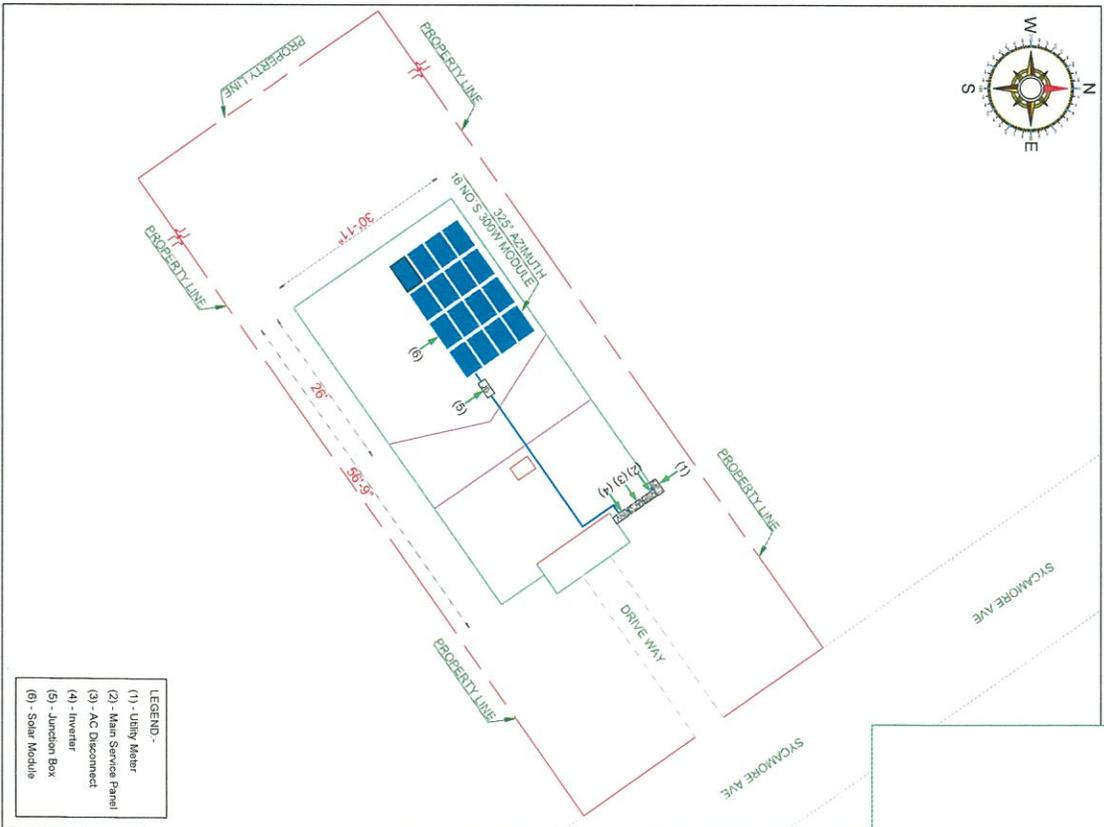 W
N
S
E
PROPERTY LINE
PROPERTY LINE
PROPERTY LINE
325° AZIMUTH
16 NO'S 300W MODULE
30'-11"
(6)
(5)
26'
56'-9"
(1)
(2)
(3)
(4)
PROPERTY LINE
PROPERTY LINE
DRIVE WAY
SYCAMORE AVE
SYCAMORE AVE
LEGEND:-
(1) - Utility Meter
(2) - Main Service Panel
(3) - AC Disconnect
(4) - Inverter
(5) - Junction Box
(6) - Solar Module